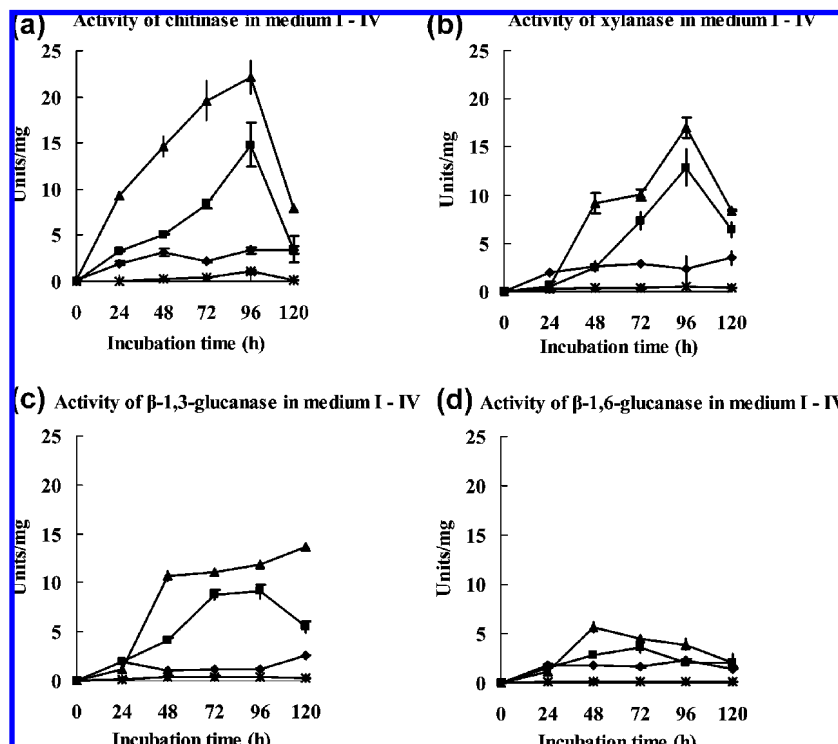 (a) Activity of chitinase in medium I - IV
25
20
15
10
5
0
Units/mg
0 24 48 72 96 120
Incubation time (h)
(b) Activity of xylanase in medium I - IV
25
20
15
10
5
0
Units/mg
0 24 48 72 96 120
Incubation time (h)
(c) Activity of β-1,3-glucanase in medium I - IV
25
20
15
10
5
0
Units/mg
0 24 48 72 96 120
Incubation time (h)
(d) Activity of β-1,6-glucanase in medium I - IV
25
20
15
10
5
0
Units/mg
0 24 48 72 96 120
Incubation time (h)